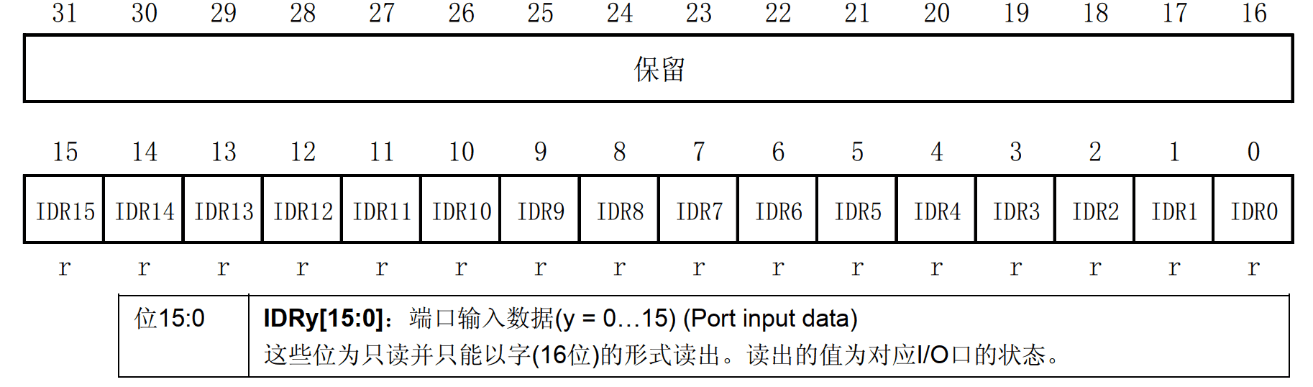 31 30 29 28 27 26 25 24 23 22 21 20 19 18 17 16
保留
15 14 13 12 11 10 9 8 7 6 5 4 3 2 1 0
IDR15 IDR14 IDR13 IDR12 IDR11 IDR10 IDR9 IDR8 IDR7 IDR6 IDR5 IDR4 IDR3 IDR2 IDR1 IDR0
r r r r r r r r r r r r r r r r
位15:0 IDRy[15:0]：端口输入数据(y = 0…15) (Port input data)
这些位为只读并只能以字(16位)的形式读出。读出的值为对应I/O口的状态。